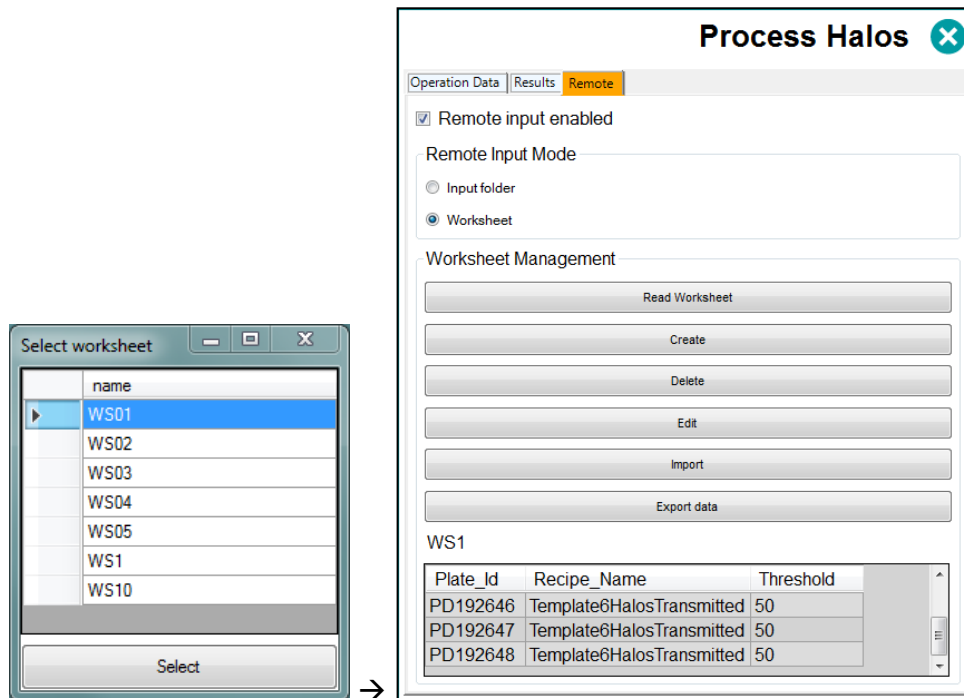 Select worksheet
name
WS01
WS02
WS03
WS04
WS05
WS1
WS10
Select
→
Process Halos
Operation Data Results Remote
Remote input enabled
Remote Input Mode
Input folder
Worksheet
Worksheet Management
Read Worksheet
Create
Delete
Edit
Import
Export data
WS1
Plate_Id Recipe_Name Threshold
PD192646 Template6HalosTransmitted 50
PD192647 Template6HalosTransmitted 50
PD192648 Template6HalosTransmitted 50